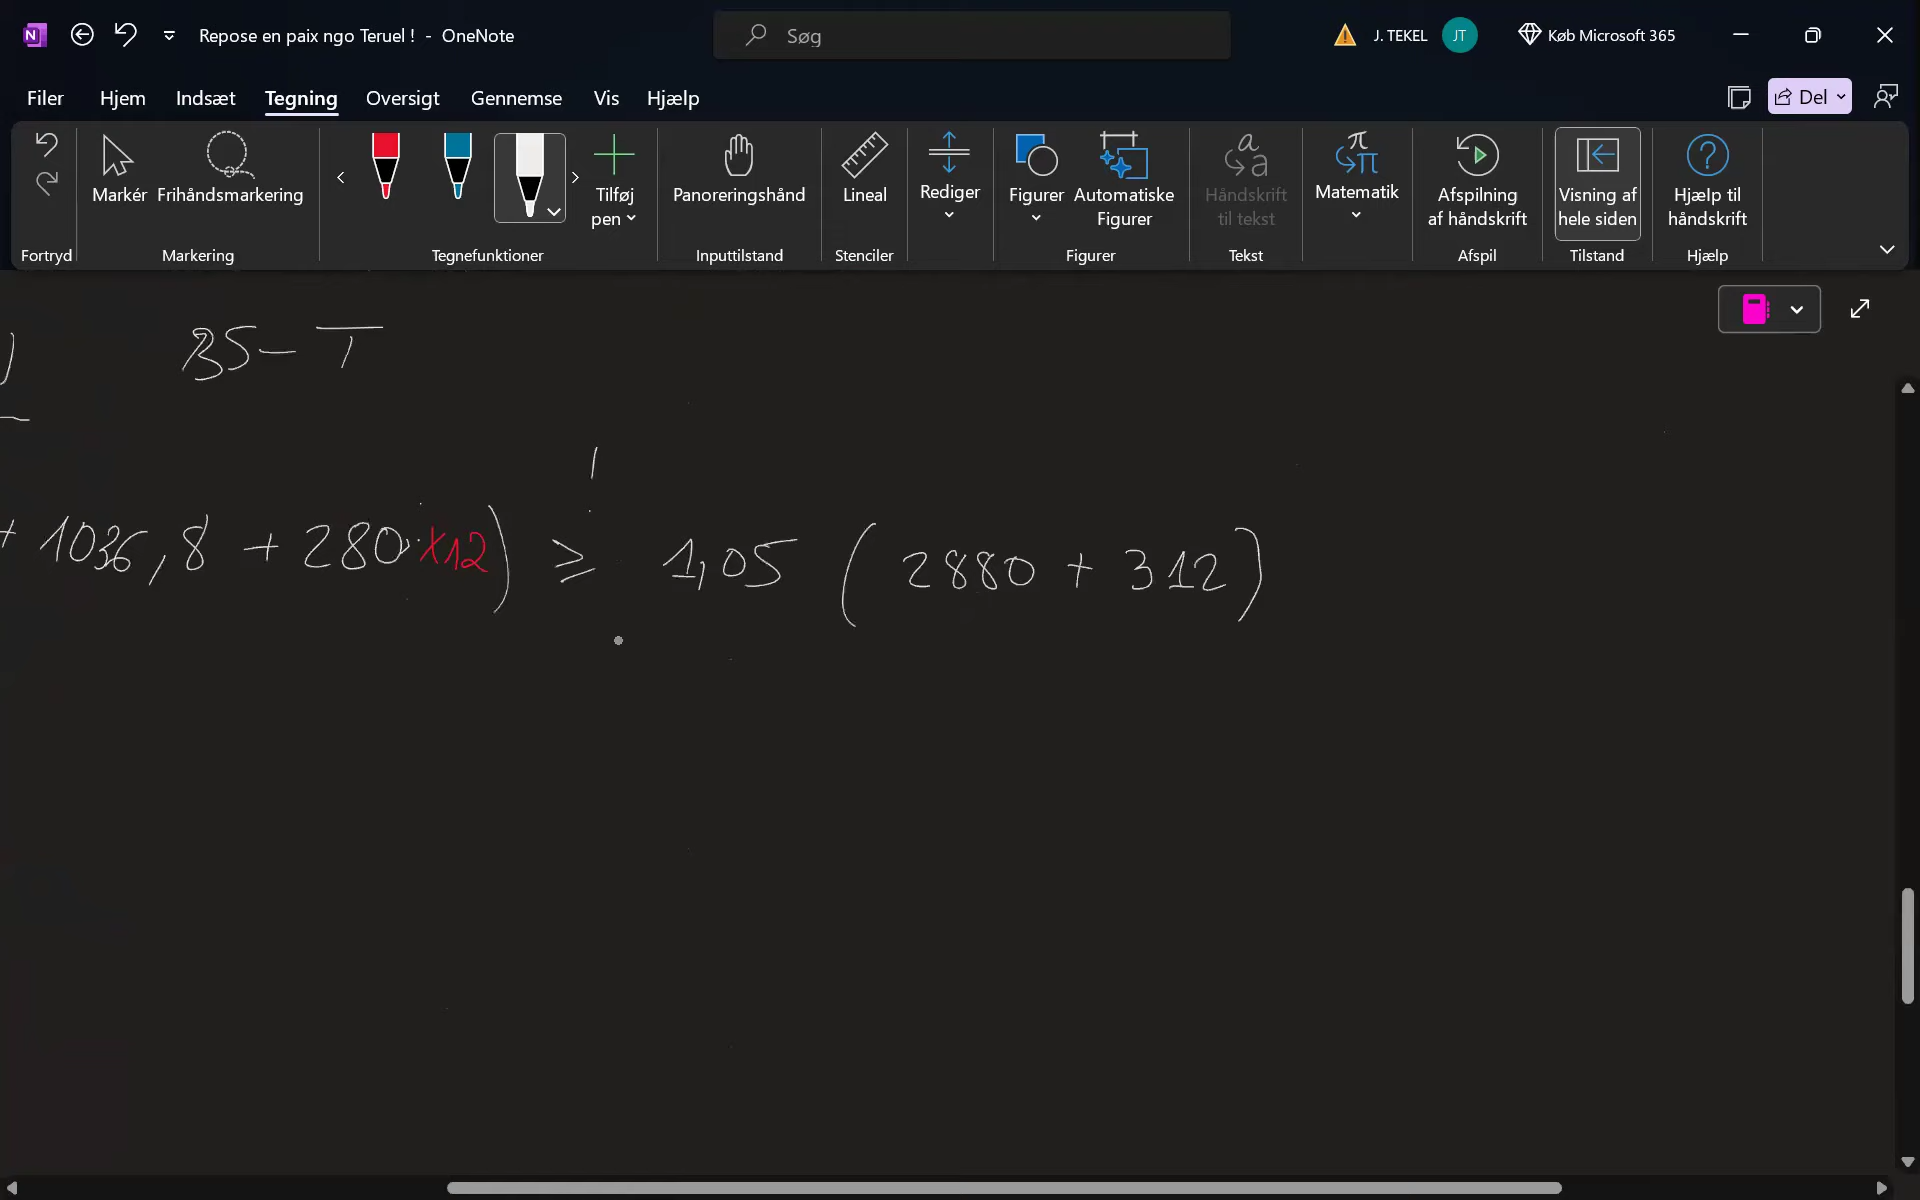 Repose en paix ngo Teruel ! - OneNote
Søg
J. TEKEL
JT
Køb Microsoft 365
Filer
Hjem
Indsæt
Tegning
Oversigt
Gennemse
Vis
Hjælp
Del
Markér
Frihåndsmarkering
Tilføj
pen
Panoreringshånd
Lineal
Rediger
Figurer
Automatiske
Figurer
Håndskrift
til tekst
Matematik
Afspilning
af håndskrift
Visning af
hele siden
Hjælp til
håndskrift
Fortryd
Markering
Tegnefunktioner
Inputtilstand
Stenciler
Figurer
Tekst
Afspil
Tilstand
Hjælp
BS - T
!
+ 1036,8 + 280 x12) ≥ 1,05 (2880 + 312)